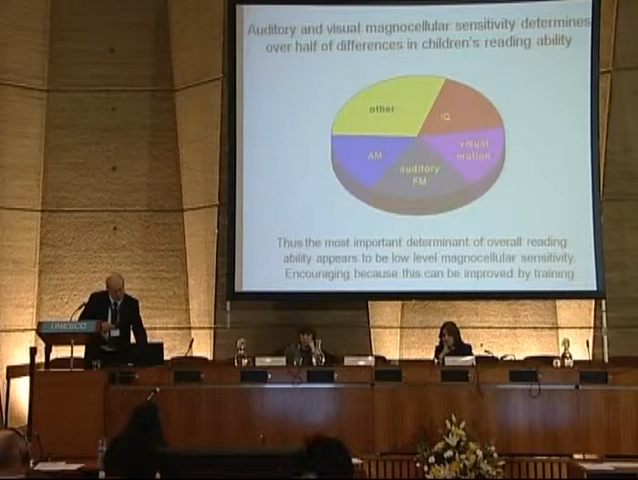 Auditory and visual magnocellular sensitivity determines
over half of differences in children's reading ability
other
IQ
visual
motion
AM
auditory
FM
Thus the most important determinant of overall reading
ability appears to be low level magnocellular sensitivity.
Encouraging because this can be improved by training
UNESCO